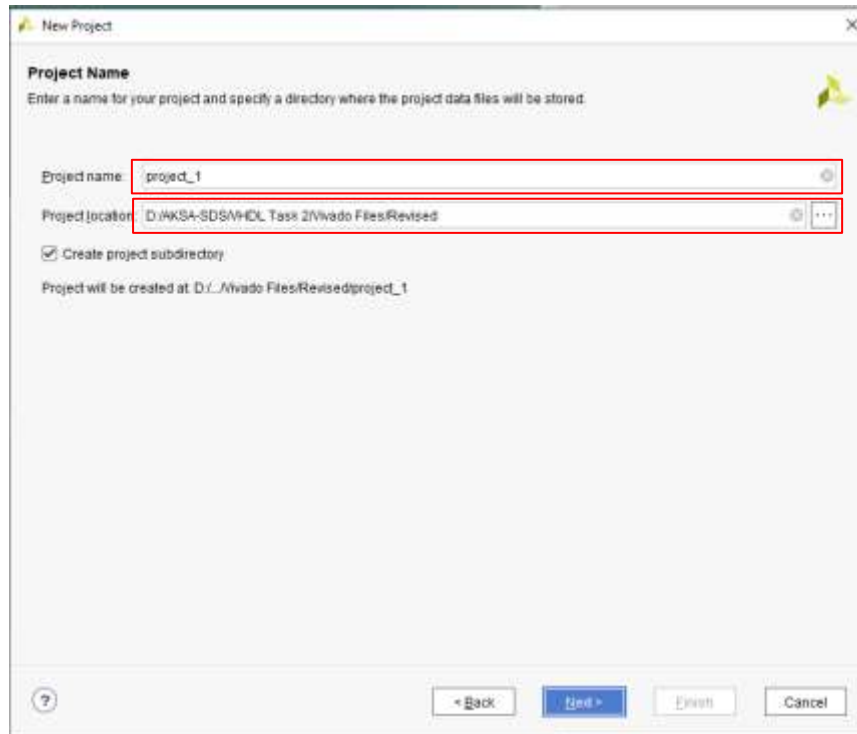 New Project
Project Name
Enter a name for your project and specify a directory where the project data files will be stored.
Project name: project_1
Project location: D:/AKSA-SDS/VHDL Task 2/Vivado Files/Revised ...
Create project subdirectory
Project will be created at: D:/.../Vivado Files/Revised/project_1
? < Back Next > Finish Cancel